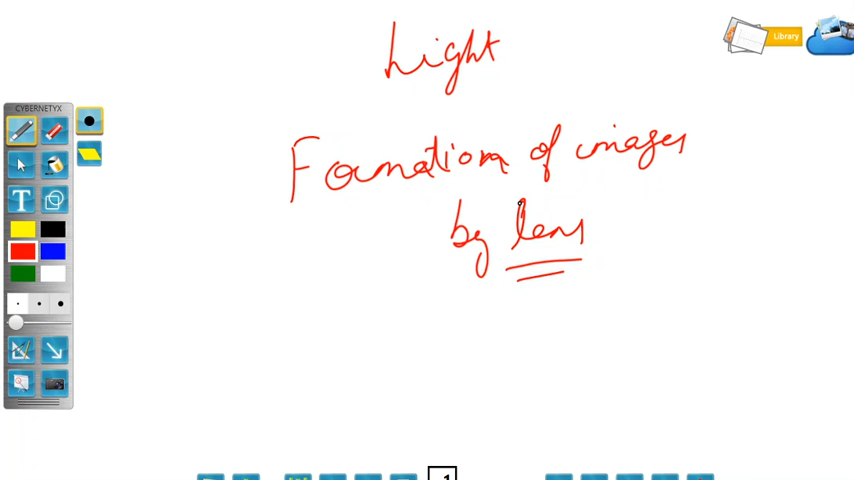 Light
Library
CYBERNETYX
Formation of images
by lens
T
1